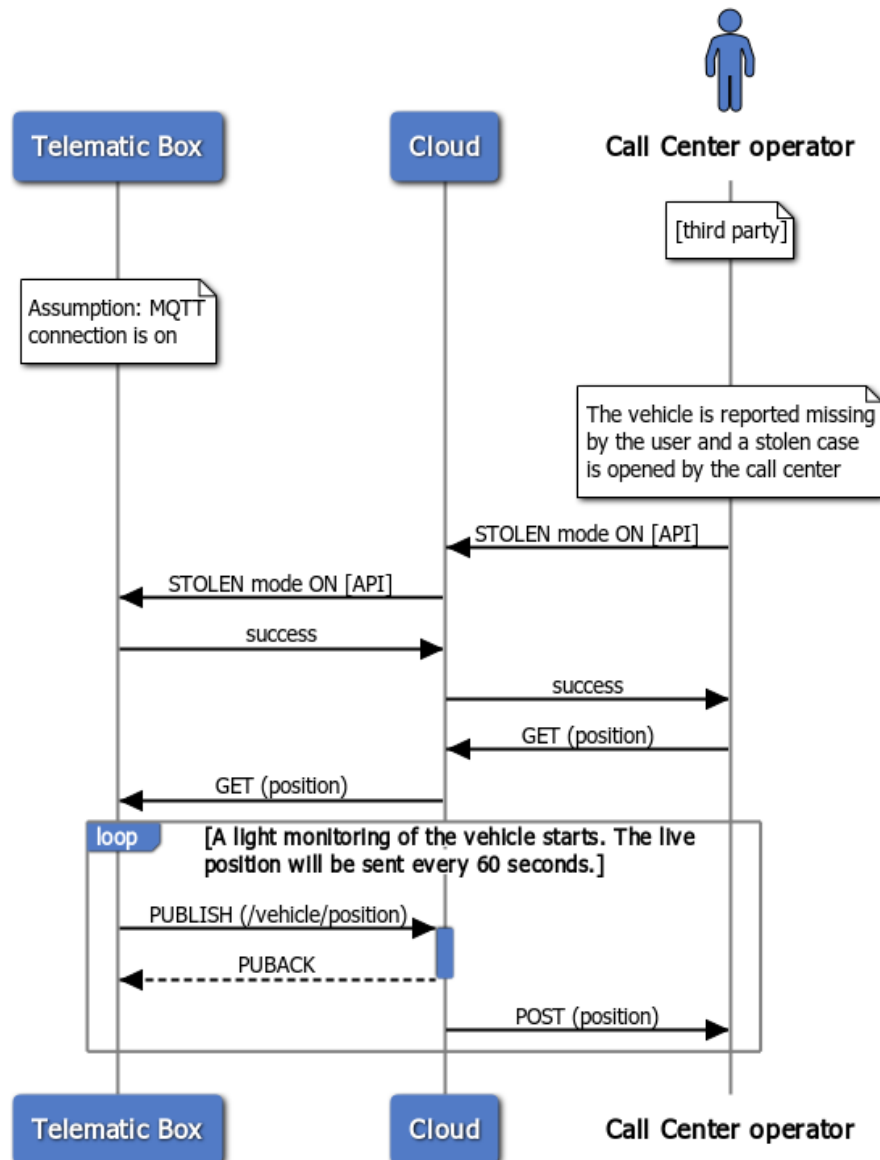 Telematic Box
Cloud
Call Center operator
[third party]
Assumption: MQTT
connection is on
The vehicle is reported missing
by the user and a stolen case
is opened by the call center
STOLEN mode ON [API]
STOLEN mode ON [API]
success
success
GET (position)
GET (position)
loop
[A light monitoring of the vehicle starts. The live
position will be sent every 60 seconds.]
PUBLISH (/vehicle/position)
PUBACK
POST (position)
Telematic Box
Cloud
Call Center operator